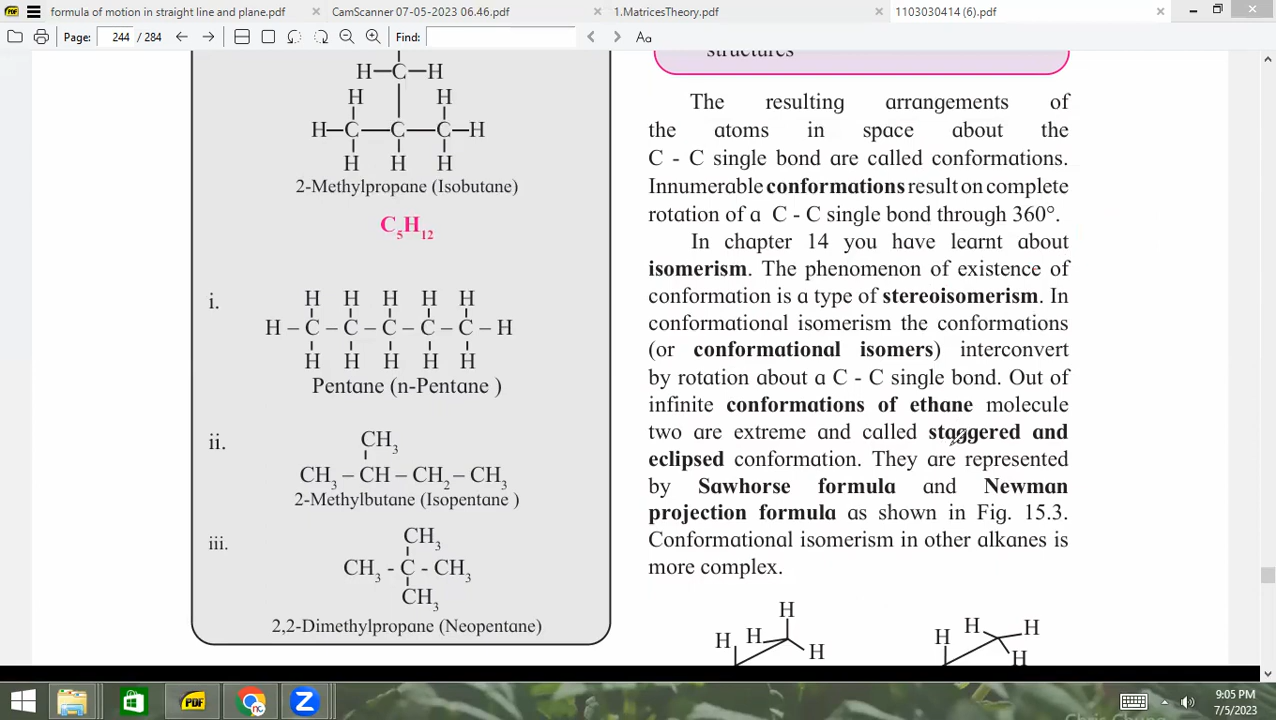 formula of motion in straight line and plane.pdf
CamScanner 07-05-2023 06.46.pdf
1.MatricesTheory.pdf
1103030414 (6).pdf
Page: 244 / 284
Find:
Aa
H–C–H
H H
H–C–C–C–H
H H H
2-Methylpropane (Isobutane)
C5H12
i.
H H H H H
H – C – C – C – C – C – H
H H H H H
Pentane (n-Pentane )
ii.
CH3
CH3 – CH – CH2 – CH3
2-Methylbutane (Isopentane )
iii.
CH3
CH3 - C - CH3
CH3
2,2-Dimethylpropane (Neopentane)
structures
The resulting arrangements of
the atoms in space about the
C - C single bond are called conformations.
Innumerable conformations result on complete
rotation of a C - C single bond through 360°.
In chapter 14 you have learnt about
isomerism. The phenomenon of existence of
conformation is a type of stereoisomerism. In
conformational isomerism the conformations
(or conformational isomers) interconvert
by rotation about a C - C single bond. Out of
infinite conformations of ethane molecule
two are extreme and called staggered and
eclipsed conformation. They are represented
by Sawhorse formula and Newman
projection formula as shown in Fig. 15.3.
Conformational isomerism in other alkanes is
more complex.
H
H H
H
H H
H
H
PDF
nc
Z
9:05 PM
7/5/2023